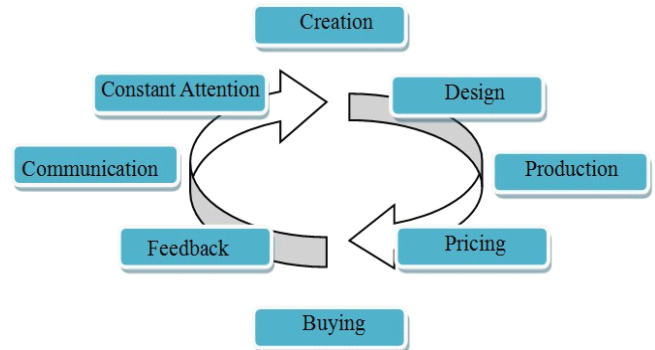 Creation
Constant Attention
Design
Communication
Production
Feedback
Pricing
Buying